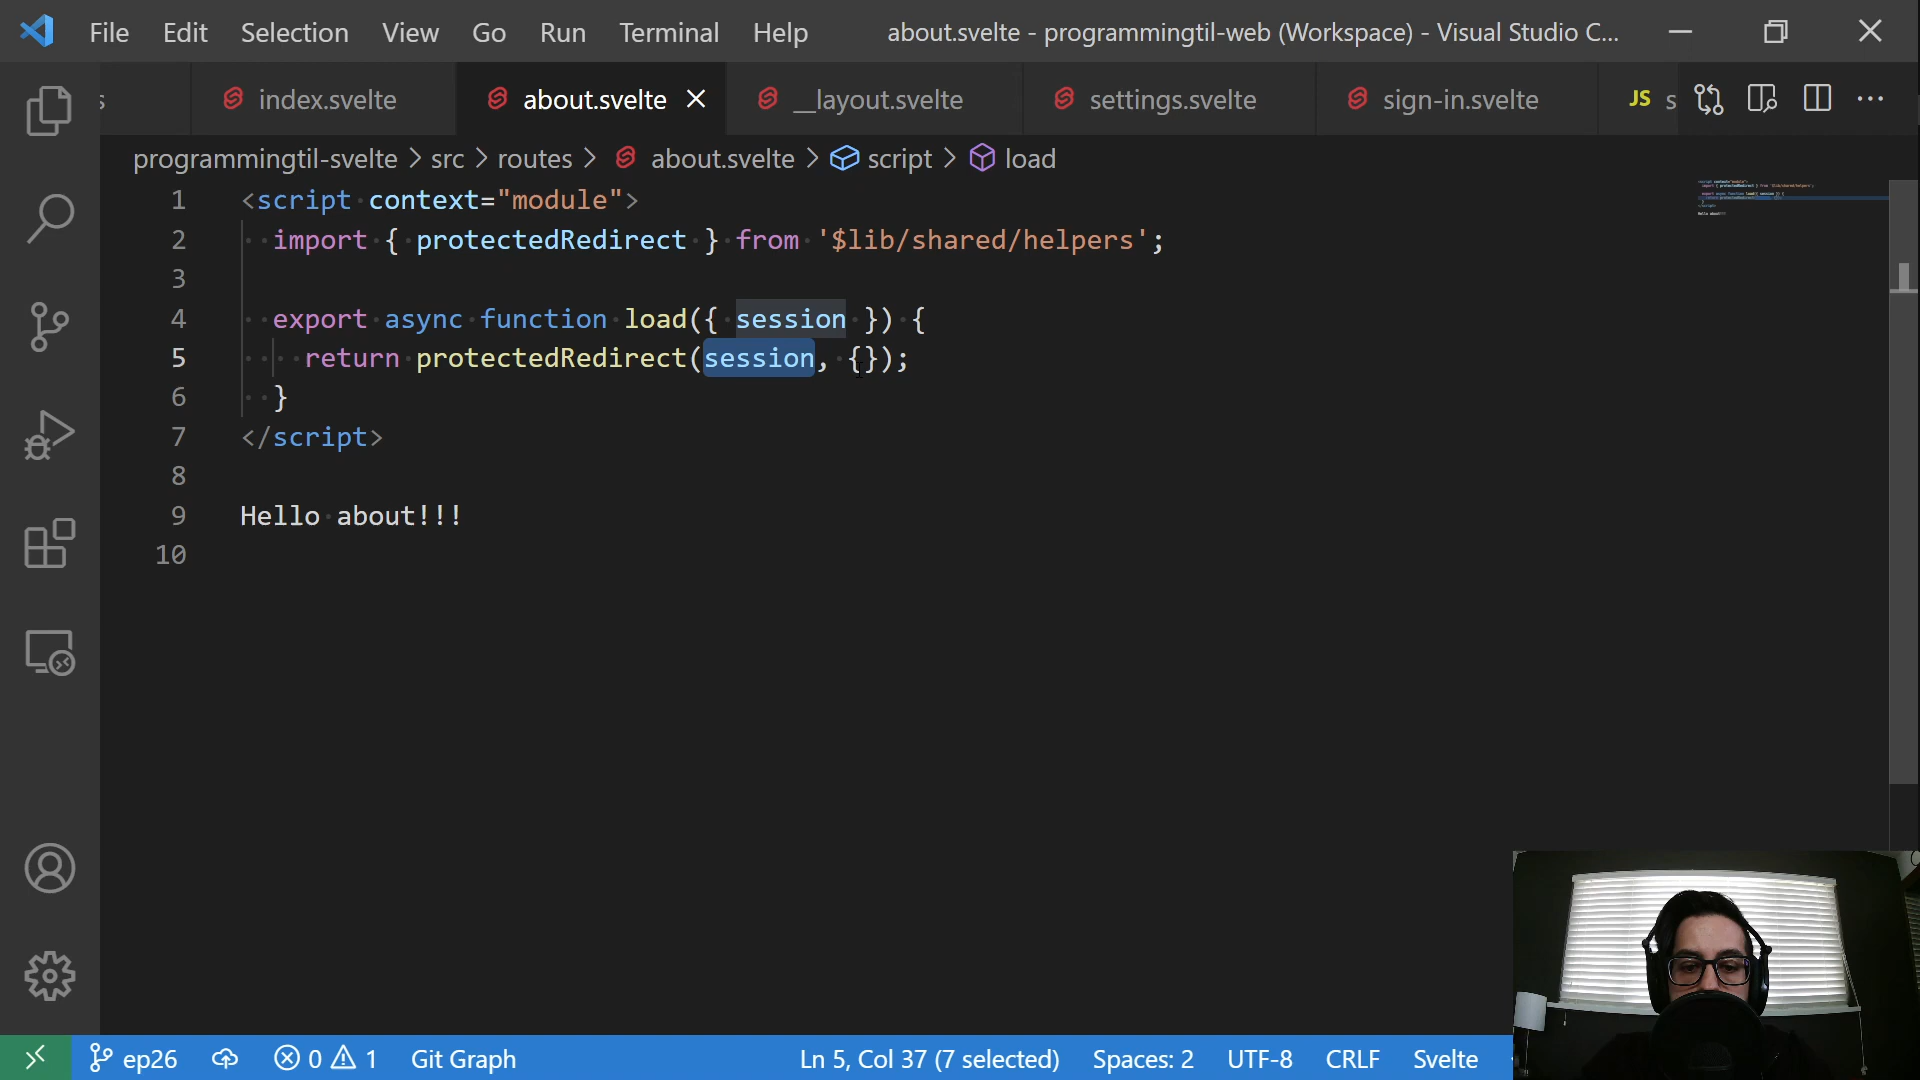 File Edit Selection View Go Run Terminal Help about.svelte - programmingtil-web (Workspace) - Visual Studio C...
s index.svelte about.svelte __layout.svelte settings.svelte sign-in.svelte JS s
programmingtil-svelte > src > routes > about.svelte > script > load
1 <script context="module">
2 import { protectedRedirect } from '$lib/shared/helpers';
3
4 export async function load({ session }) {
5 return protectedRedirect(session, {});
6 }
7 </script>
8
9 Hello about!!!
10
ep26 0 1 Git Graph Ln 5, Col 37 (7 selected) Spaces: 2 UTF-8 CRLF Svelte